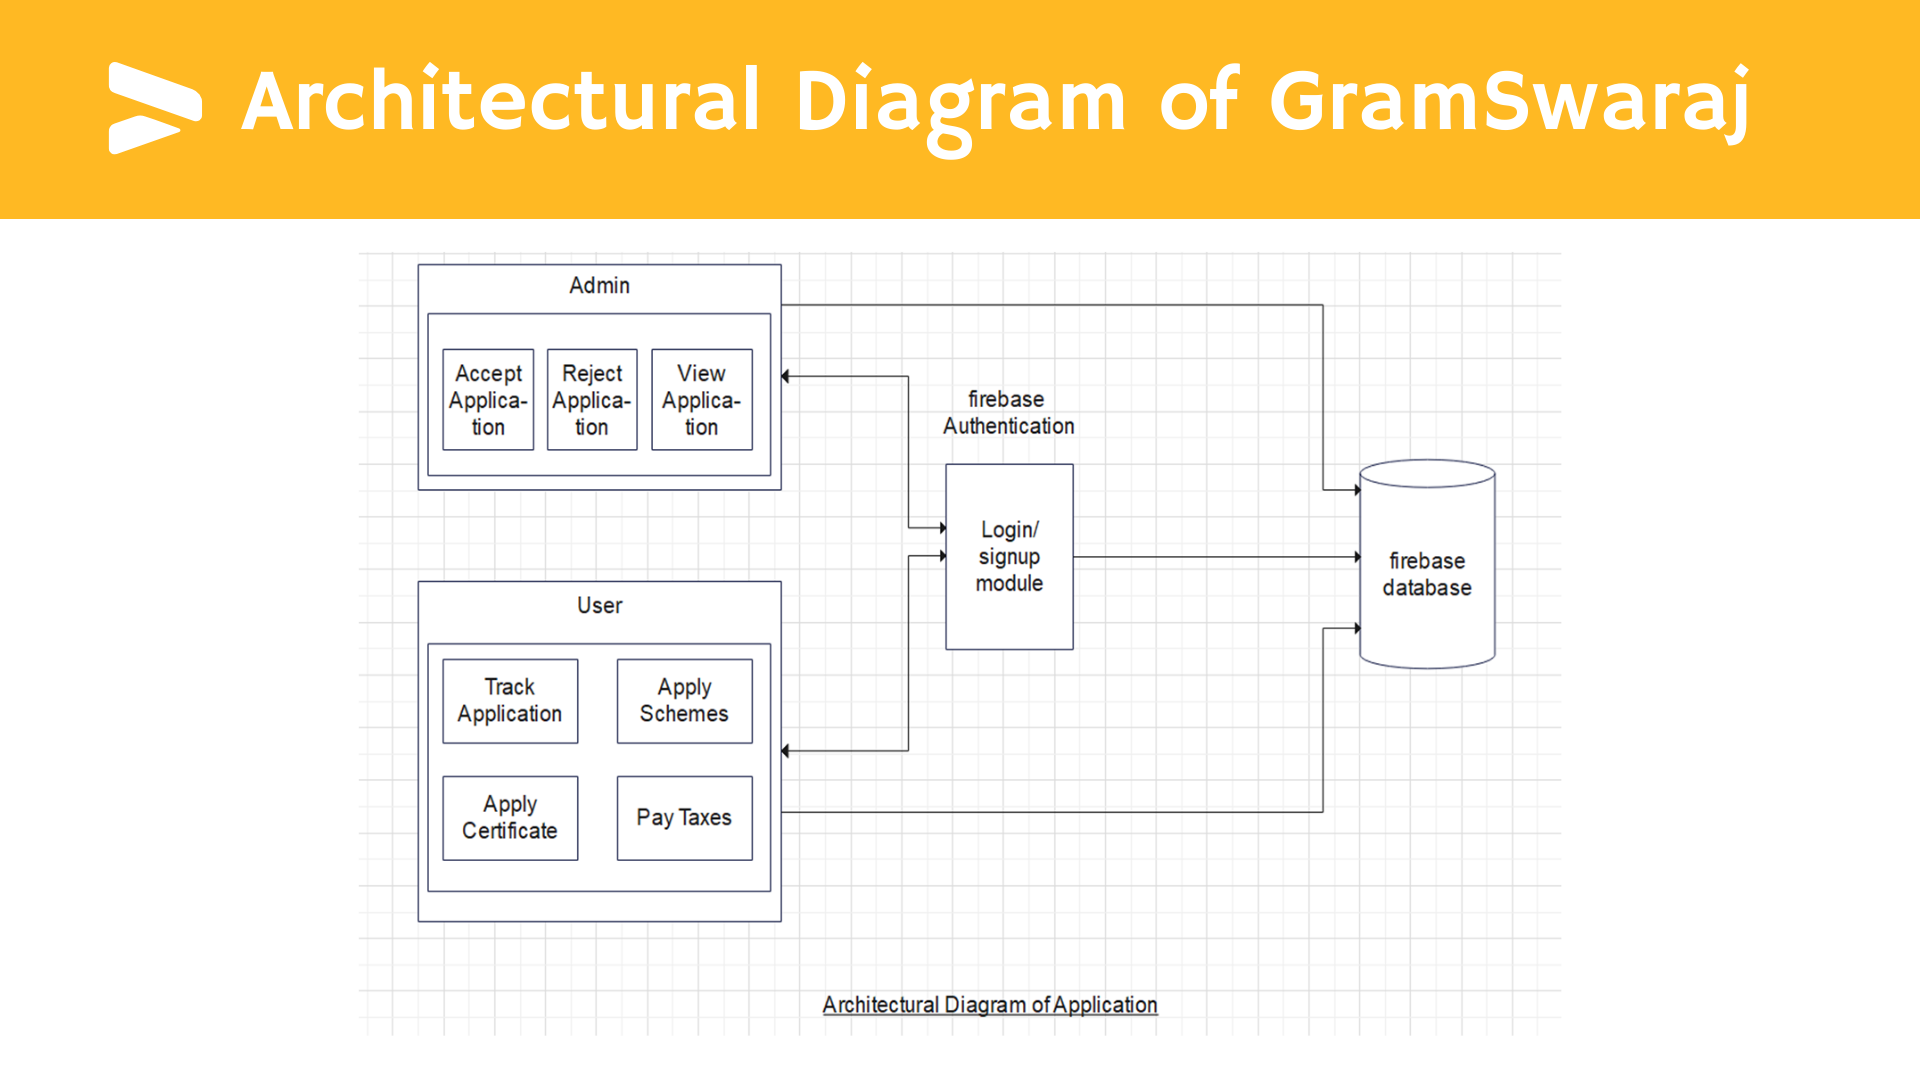 Architectural Diagram of GramSwaraj
Admin
Accept
Applica-
tion
Reject
Applica-
tion
View
Applica-
tion
firebase
Authentication
Login/
signup
module
firebase
database
User
Track
Application
Apply
Schemes
Apply
Certificate
Pay Taxes
Architectural Diagram of Application